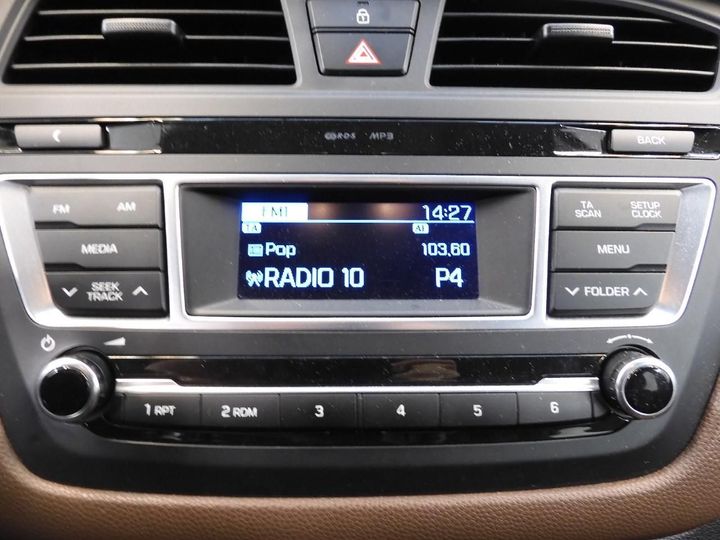 RDS MP3
BACK
FM AM
FM1 14:27
TA AF
Pop 103.60
RADIO 10 P4
TA SCAN
SETUP CLOCK
MEDIA
MENU
SEEK TRACK
FOLDER
1 RPT 2 RDM 3 4 5 6